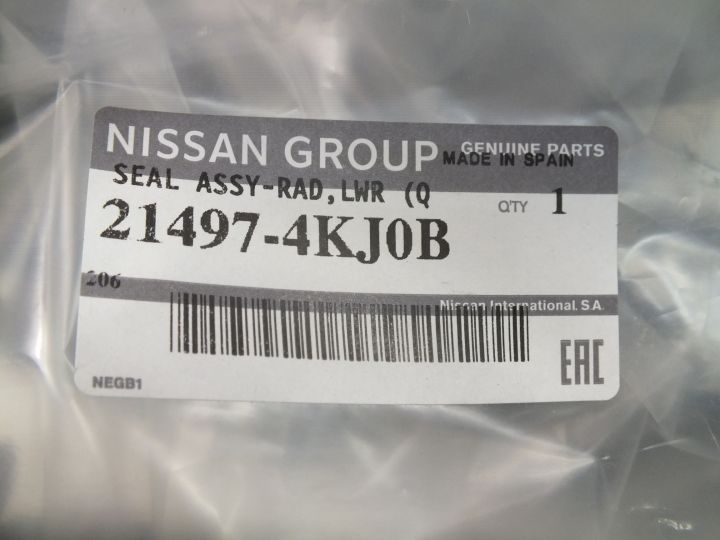 NISSAN GROUP GENUINE PARTS
MADE IN SPAIN
SEAL ASSY-RAD,LWR (Q
Q'TY 1
21497-4KJ0B
206
Nissan International. S.A.
EAC
NEGB1